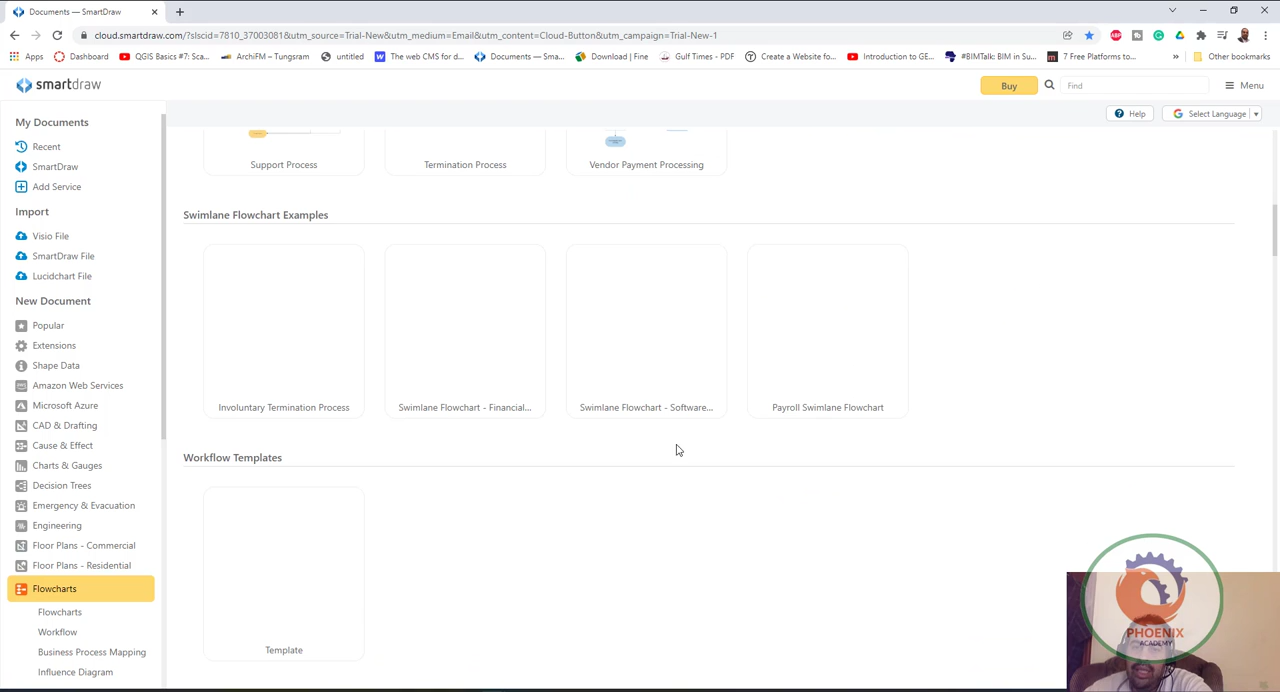 Documents — SmartDraw
cloud.smartdraw.com/?slscid=7810_37003081&utm_source=Trial-New&utm_medium=Email&utm_content=Cloud-Button&utm_campaign=Trial-New-1
Apps Dashboard QGIS Basics #7: Sca... ArchiFM – Tungsram untitled The web CMS for d... Documents — Sma... Download | Fine Gulf Times - PDF Create a Website fo... Introduction to GE... #BIMTalk: BIM in Su... 7 Free Platforms to... » Other bookmarks
smartdraw
Buy
Find
Menu
Help
Select Language
My Documents
Recent
SmartDraw
Add Service
Import
Visio File
SmartDraw File
Lucidchart File
New Document
Popular
Extensions
Shape Data
Amazon Web Services
Microsoft Azure
CAD & Drafting
Cause & Effect
Charts & Gauges
Decision Trees
Emergency & Evacuation
Engineering
Floor Plans - Commercial
Floor Plans - Residential
Flowcharts
Flowcharts
Workflow
Business Process Mapping
Influence Diagram
Support Process
Termination Process
Vendor Payment Processing
Swimlane Flowchart Examples
Involuntary Termination Process
Swimlane Flowchart - Financial...
Swimlane Flowchart - Software...
Payroll Swimlane Flowchart
Workflow Templates
Template
PHOENIX
ACADEMY